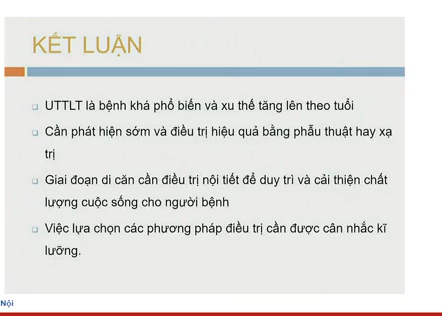 KẾT LUẬN
UTTLT là bệnh khá phổ biến và xu thế tăng lên theo tuổi
Cần phát hiện sớm và điều trị hiệu quả bằng phẫu thuật hay xạ
trị
Giai đoạn di căn cần điều trị nội tiết để duy trì và cải thiện chất
lượng cuộc sống cho người bệnh
Việc lựa chọn các phương pháp điều trị cần được cân nhắc kĩ
lưỡng.
Nội